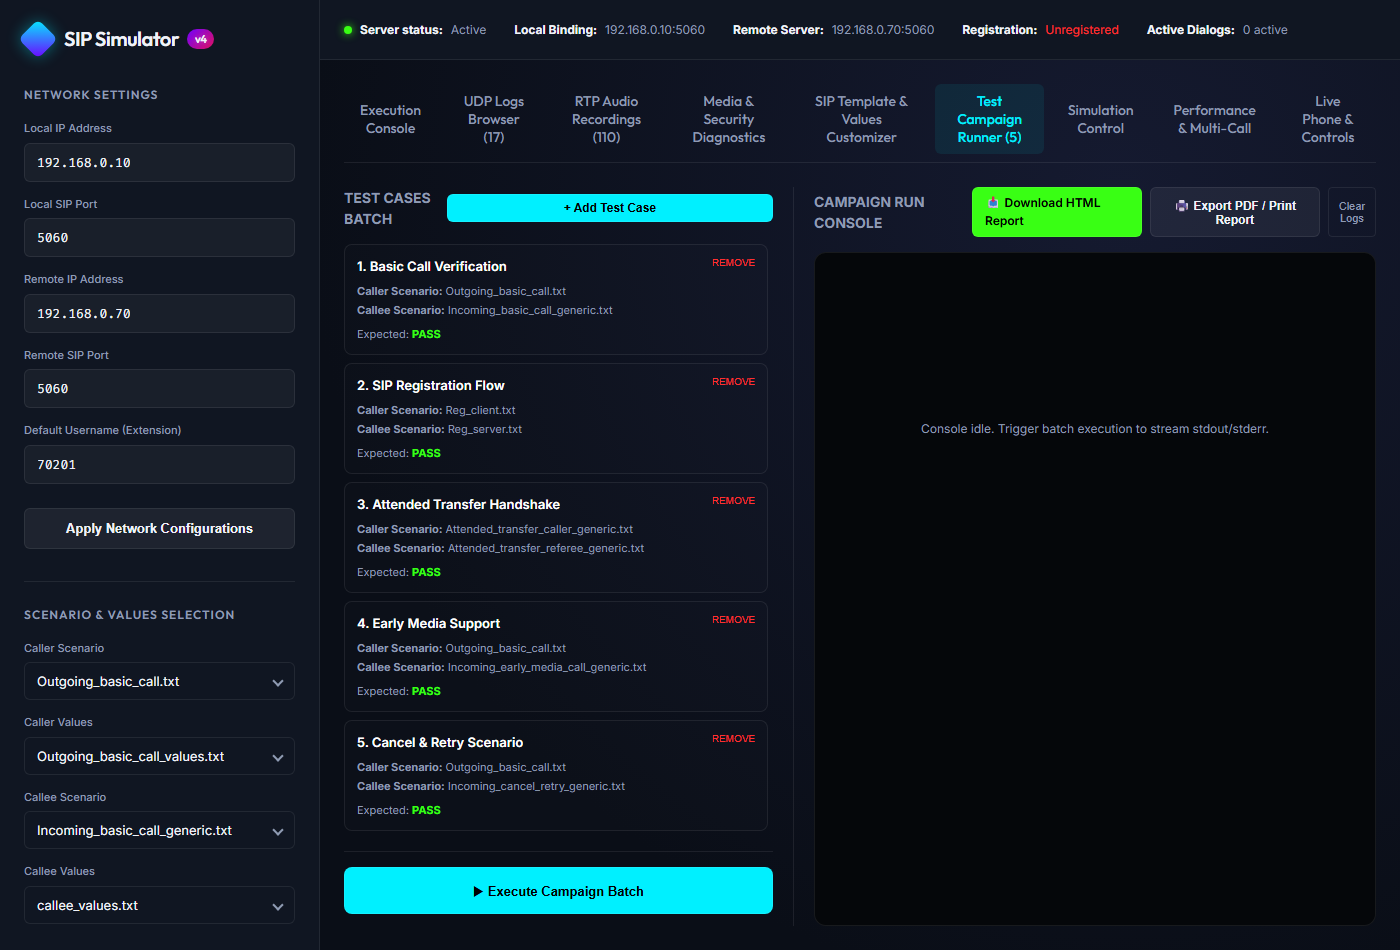 SIP Simulator v4
NETWORK SETTINGS
Local IP Address
192.168.0.10
Local SIP Port
5060
Remote IP Address
192.168.0.70
Remote SIP Port
5060
Default Username (Extension)
70201
Apply Network Configurations
SCENARIO & VALUES SELECTION
Caller Scenario
Outgoing_basic_call.txt
Caller Values
Outgoing_basic_call_values.txt
Callee Scenario
Incoming_basic_call_generic.txt
Callee Values
callee_values.txt
Server status: Active Local Binding: 192.168.0.10:5060 Remote Server: 192.168.0.70:5060 Registration: Unregistered Active Dialogs: 0 active
Execution
Console
UDP Logs
Browser
(17)
RTP Audio
Recordings
(110)
Media &
Security
Diagnostics
SIP Template &
Values
Customizer
Test
Campaign
Runner (5)
Simulation
Control
Performance
& Multi-Call
Live
Phone &
Controls
TEST CASES
BATCH
+ Add Test Case
1. Basic Call Verification REMOVE
Caller Scenario: Outgoing_basic_call.txt
Callee Scenario: Incoming_basic_call_generic.txt
Expected: PASS
2. SIP Registration Flow REMOVE
Caller Scenario: Reg_client.txt
Callee Scenario: Reg_server.txt
Expected: PASS
3. Attended Transfer Handshake REMOVE
Caller Scenario: Attended_transfer_caller_generic.txt
Callee Scenario: Attended_transfer_referee_generic.txt
Expected: PASS
4. Early Media Support REMOVE
Caller Scenario: Outgoing_basic_call.txt
Callee Scenario: Incoming_early_media_call_generic.txt
Expected: PASS
5. Cancel & Retry Scenario REMOVE
Caller Scenario: Outgoing_basic_call.txt
Callee Scenario: Incoming_cancel_retry_generic.txt
Expected: PASS
▶ Execute Campaign Batch
CAMPAIGN RUN
CONSOLE
Download HTML
Report
Export PDF / Print
Report
Clear
Logs
Console idle. Trigger batch execution to stream stdout/stderr.